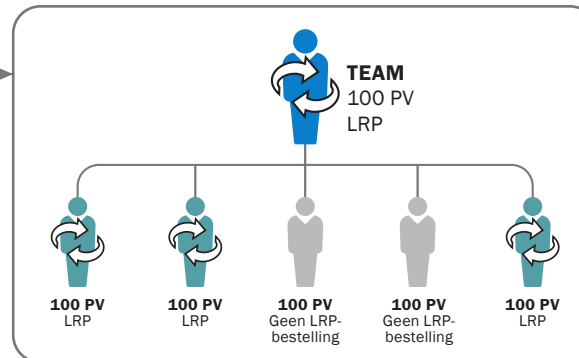 TEAM
100 PV
LRP
100 PV
LRP
100 PV
LRP
100 PV
Geen LRP-
bestelling
100 PV
Geen LRP-
bestelling
100 PV
LRP